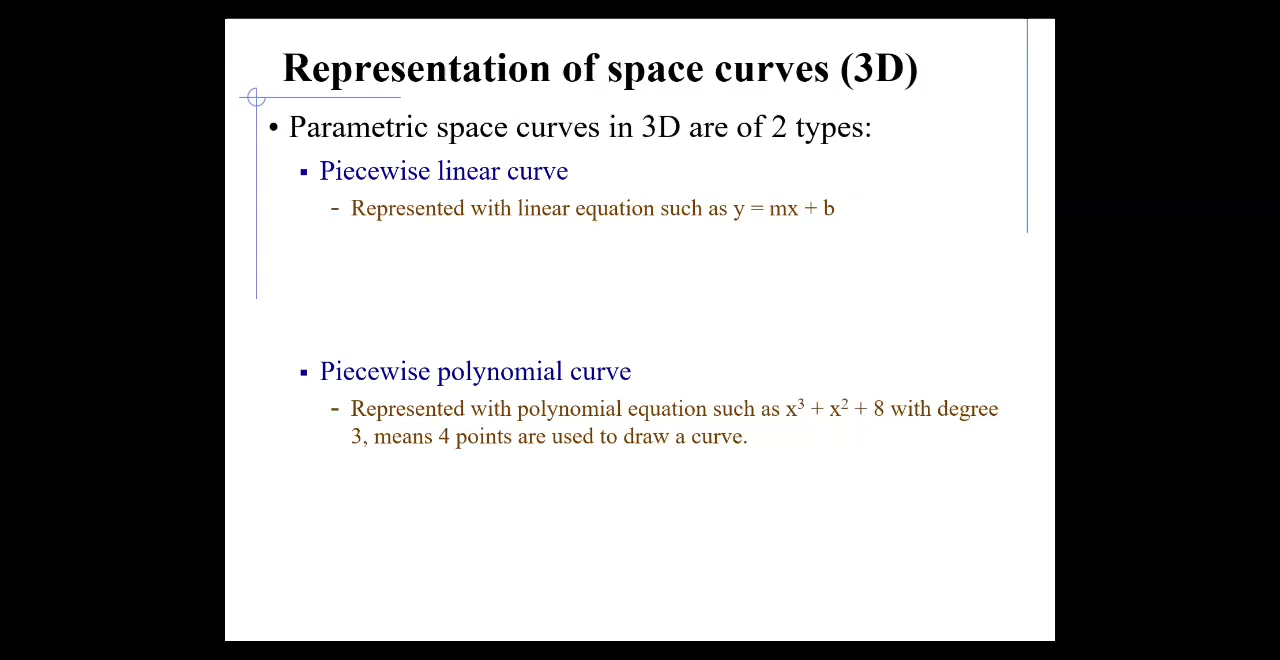 Representation of space curves (3D)
• Parametric space curves in 3D are of 2 types:
▪ Piecewise linear curve
- Represented with linear equation such as y = mx + b
▪ Piecewise polynomial curve
- Represented with polynomial equation such as x³ + x² + 8 with degree
3, means 4 points are used to draw a curve.